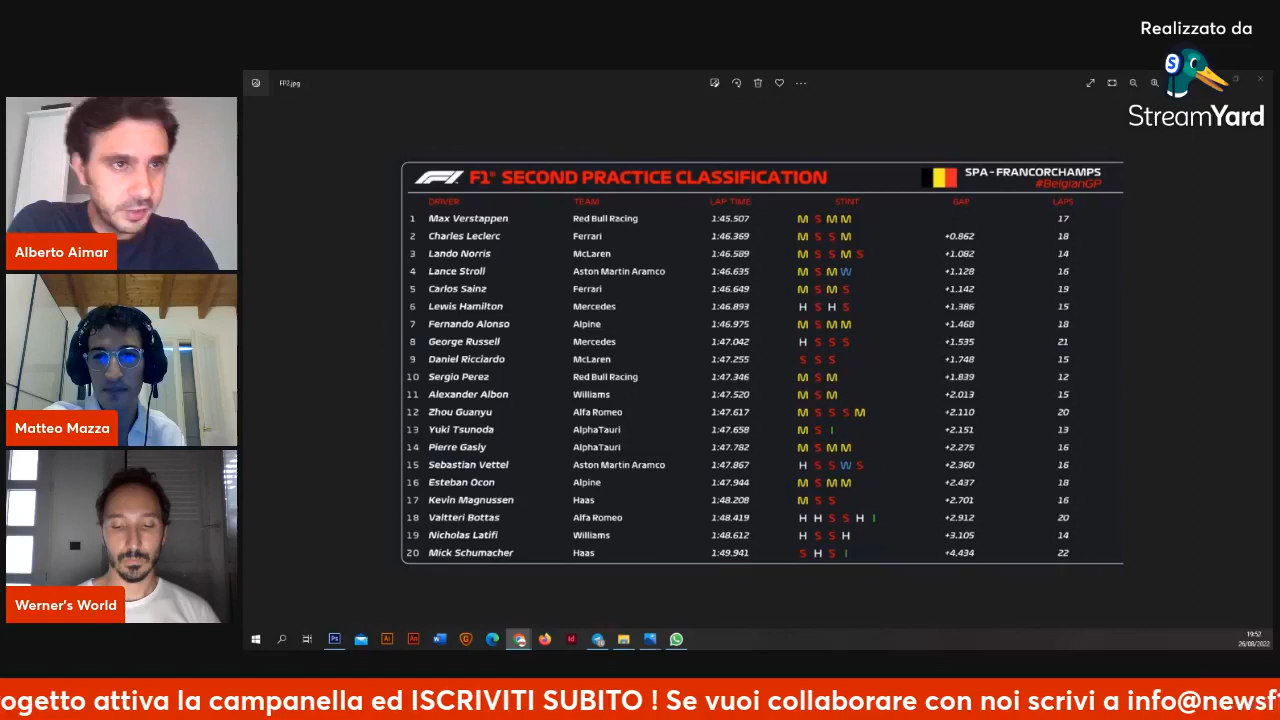 Realizzato da
StreamYard
FP2.jpg
F1 F1® SECOND PRACTICE CLASSIFICATION SPA - FRANCORCHAMPS
#BelgianGP
DRIVER TEAM LAP TIME STINT GAP LAPS
1 Max Verstappen Red Bull Racing 1:45.507 M S M M 17
2 Charles Leclerc Ferrari 1:46.369 M S S M +0.862 18
3 Lando Norris McLaren 1:46.589 M S S M S +1.082 14
4 Lance Stroll Aston Martin Aramco 1:46.635 M S M W +1.128 16
5 Carlos Sainz Ferrari 1:46.649 M S M S +1.142 19
6 Lewis Hamilton Mercedes 1:46.893 H S H S +1.386 15
7 Fernando Alonso Alpine 1:46.975 M S M M +1.468 18
8 George Russell Mercedes 1:47.042 H S S S +1.535 21
9 Daniel Ricciardo McLaren 1:47.255 S S S +1.748 15
10 Sergio Perez Red Bull Racing 1:47.346 M S M +1.839 12
11 Alexander Albon Williams 1:47.520 M S M +2.013 15
12 Zhou Guanyu Alfa Romeo 1:47.617 M S S S M +2.110 20
13 Yuki Tsunoda AlphaTauri 1:47.658 M S I +2.151 13
14 Pierre Gasly AlphaTauri 1:47.782 M S M M +2.275 16
15 Sebastian Vettel Aston Martin Aramco 1:47.867 H S S W S +2.360 16
16 Esteban Ocon Alpine 1:47.944 M S M M +2.437 18
17 Kevin Magnussen Haas 1:48.208 M S S +2.701 16
18 Valtteri Bottas Alfa Romeo 1:48.419 H H S S H I +2.912 20
19 Nicholas Latifi Williams 1:48.612 H S S H +3.105 14
20 Mick Schumacher Haas 1:49.941 S H S I +4.434 22
Alberto Aimar
Matteo Mazza
Werner's World
Ps Ai An W Id
19:52
26/08/2022
ogetto attiva la campanella ed ISCRIVITI SUBITO ! Se vuoi collaborare con noi scrivi a info@newsf